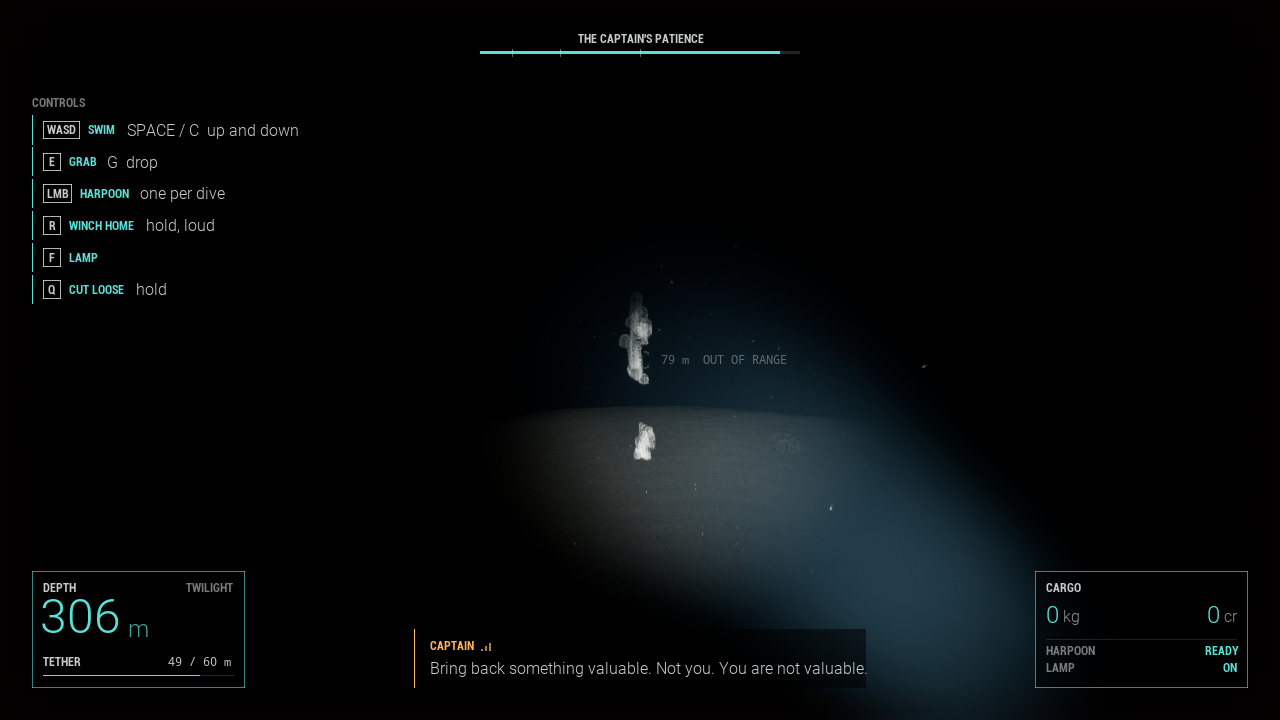 THE CAPTAIN'S PATIENCE
CONTROLS
WASD SWIM SPACE / C up and down
E GRAB G drop
LMB HARPOON one per dive
R WINCH HOME hold, loud
F LAMP
Q CUT LOOSE hold
79 m OUT OF RANGE
DEPTH TWILIGHT
306 m
TETHER 49 / 60 m
CAPTAIN
Bring back something valuable. Not you. You are not valuable.
CARGO
0 kg 0 cr
HARPOON READY
LAMP ON